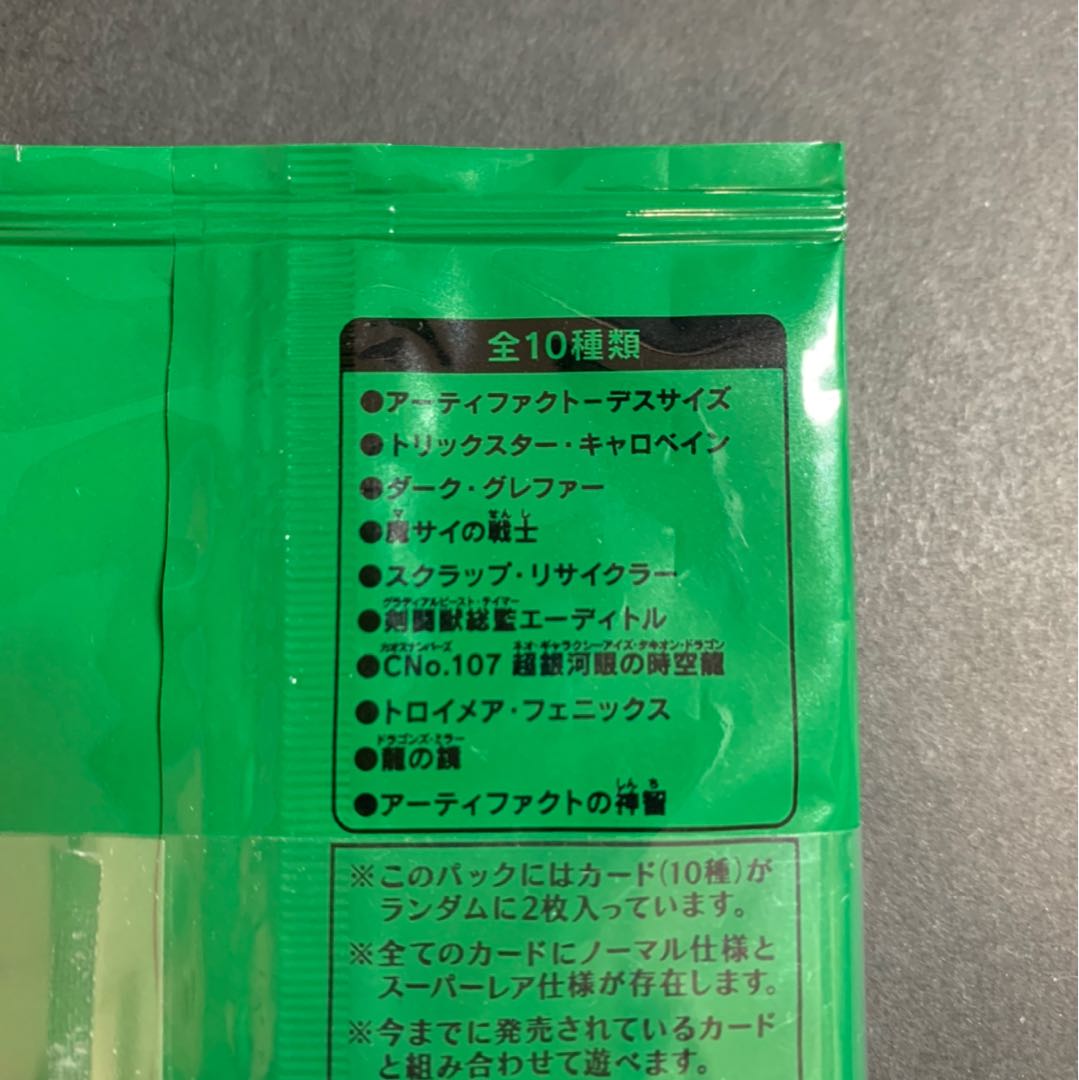 全10種類
●アーティファクトーデスサイズ
●トリックスター・キャロベイン
●ダーク・グレファー
マ せんし
●魔サイの戦士
●スクラップ・リサイクラー
グラディアルビースト・テイマー
●剣闘獣総監エーディトル
カオスナンバーズ ネオ・ギャラクシーアイズ・タキオン・ドラゴン
●CNo.107 超銀河眼の時空龍
●トロイメア・フェニックス
ドラゴンズ・ミラー
●龍の鏡
しん ち
●アーティファクトの神智
※このパックにはカード(10種)が
ランダムに2枚入っています。
※全てのカードにノーマル仕様と
スーパーレア仕様が存在します。
※今までに発売されているカード
と組み合わせて遊べます。